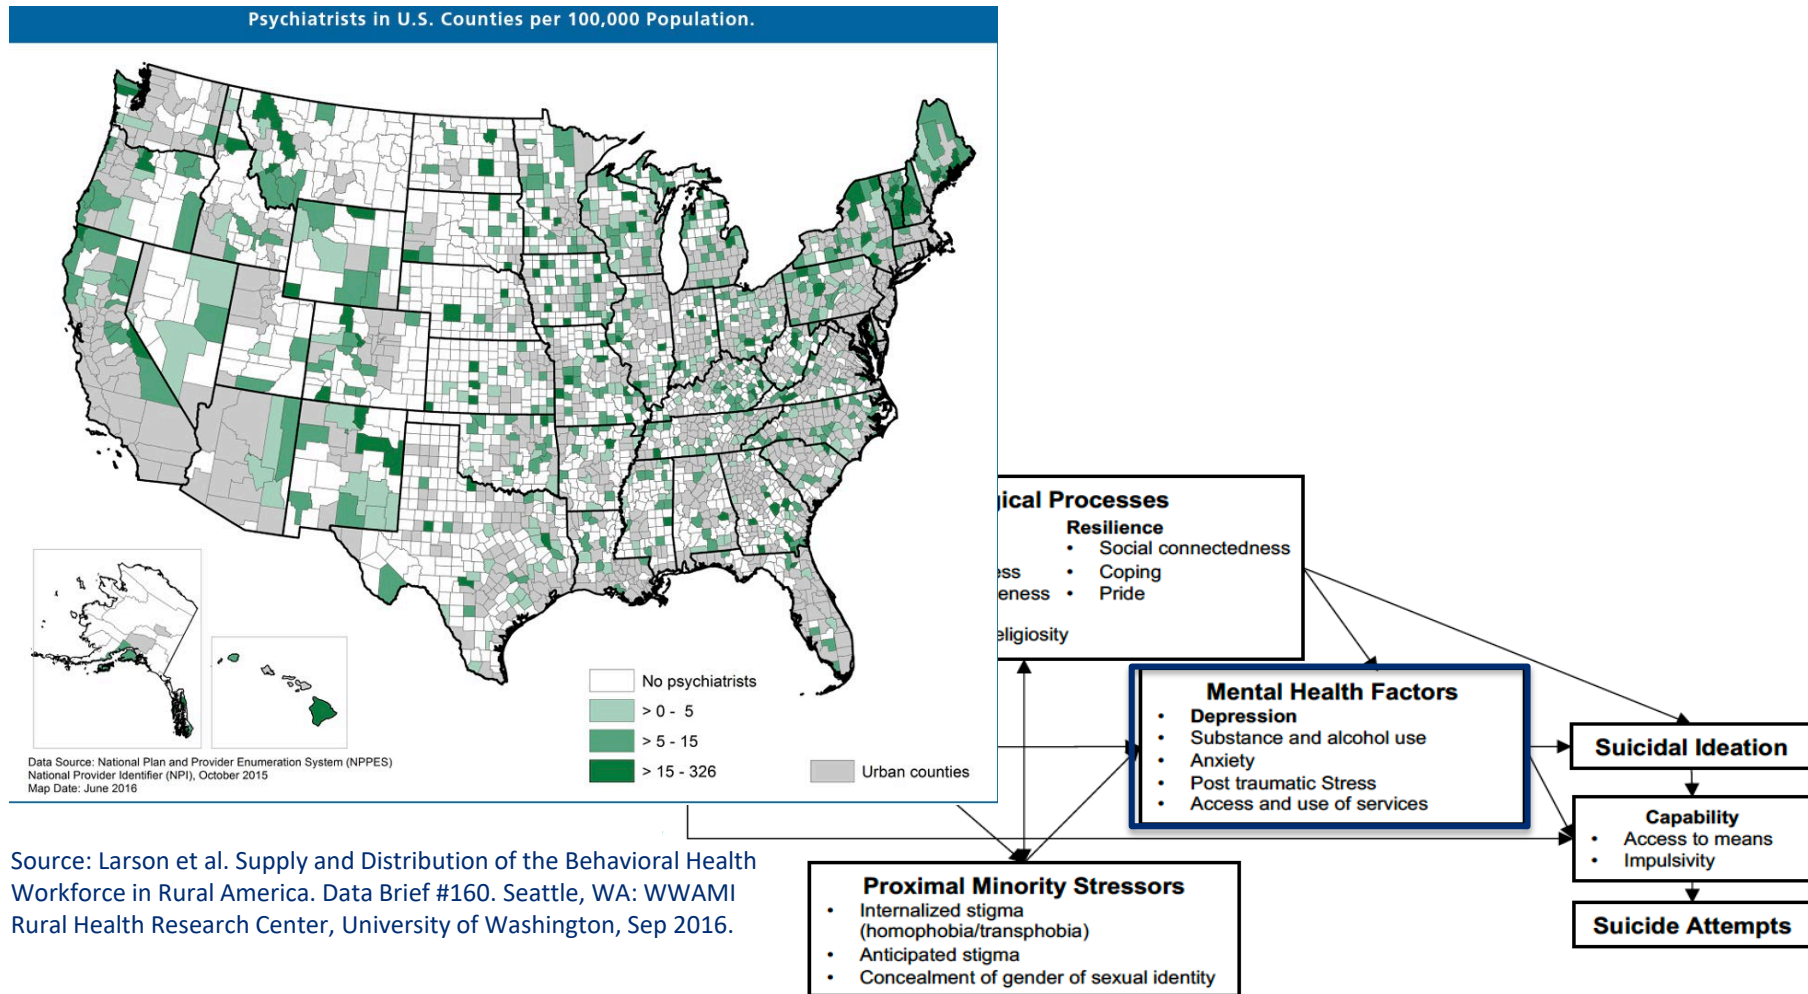 Psychiatrists in U.S. Counties per 100,000 Population.
No psychiatrists
> 0 - 5
> 5 - 15
> 15 - 326
Urban counties
Data Source: National Plan and Provider Enumeration System (NPPES)
National Provider Identifier (NPI), October 2015
Map Date: June 2016
Source: Larson et al. Supply and Distribution of the Behavioral Health
Workforce in Rural America. Data Brief #160. Seattle, WA: WWAMI
Rural Health Research Center, University of Washington, Sep 2016.
Processes
Resilience
• Social connectedness
• Coping
• Pride
Mental Health Factors
• Depression
• Substance and alcohol use
• Anxiety
• Post traumatic Stress
• Access and use of services
Suicidal Ideation
Capability
• Access to means
• Impulsivity
Suicide Attempts
Proximal Minority Stressors
• Internalized stigma
(homophobia/transphobia)
• Anticipated stigma
• Concealment of gender of sexual identity